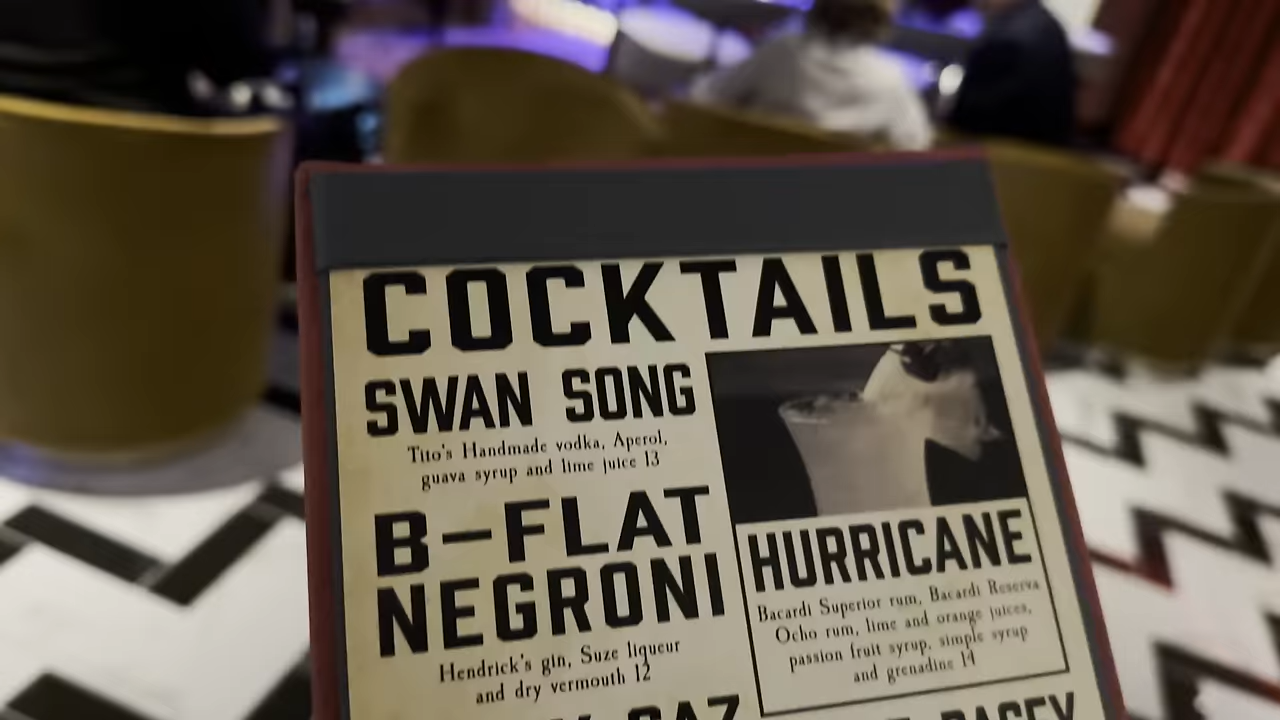 COCKTAILS
SWAN SONG
Tito's Handmade vodka, Aperol,
guava syrup and lime juice 13
B-FLAT
NEGRONI
Hendrick's gin, Suze liqueur
and dry vermouth 12
HURRICANE
Bacardi Superior rum, Bacardi Reserva
Ocho rum, lime and orange juices,
passion fruit syrup, simple syrup
and grenadine 14